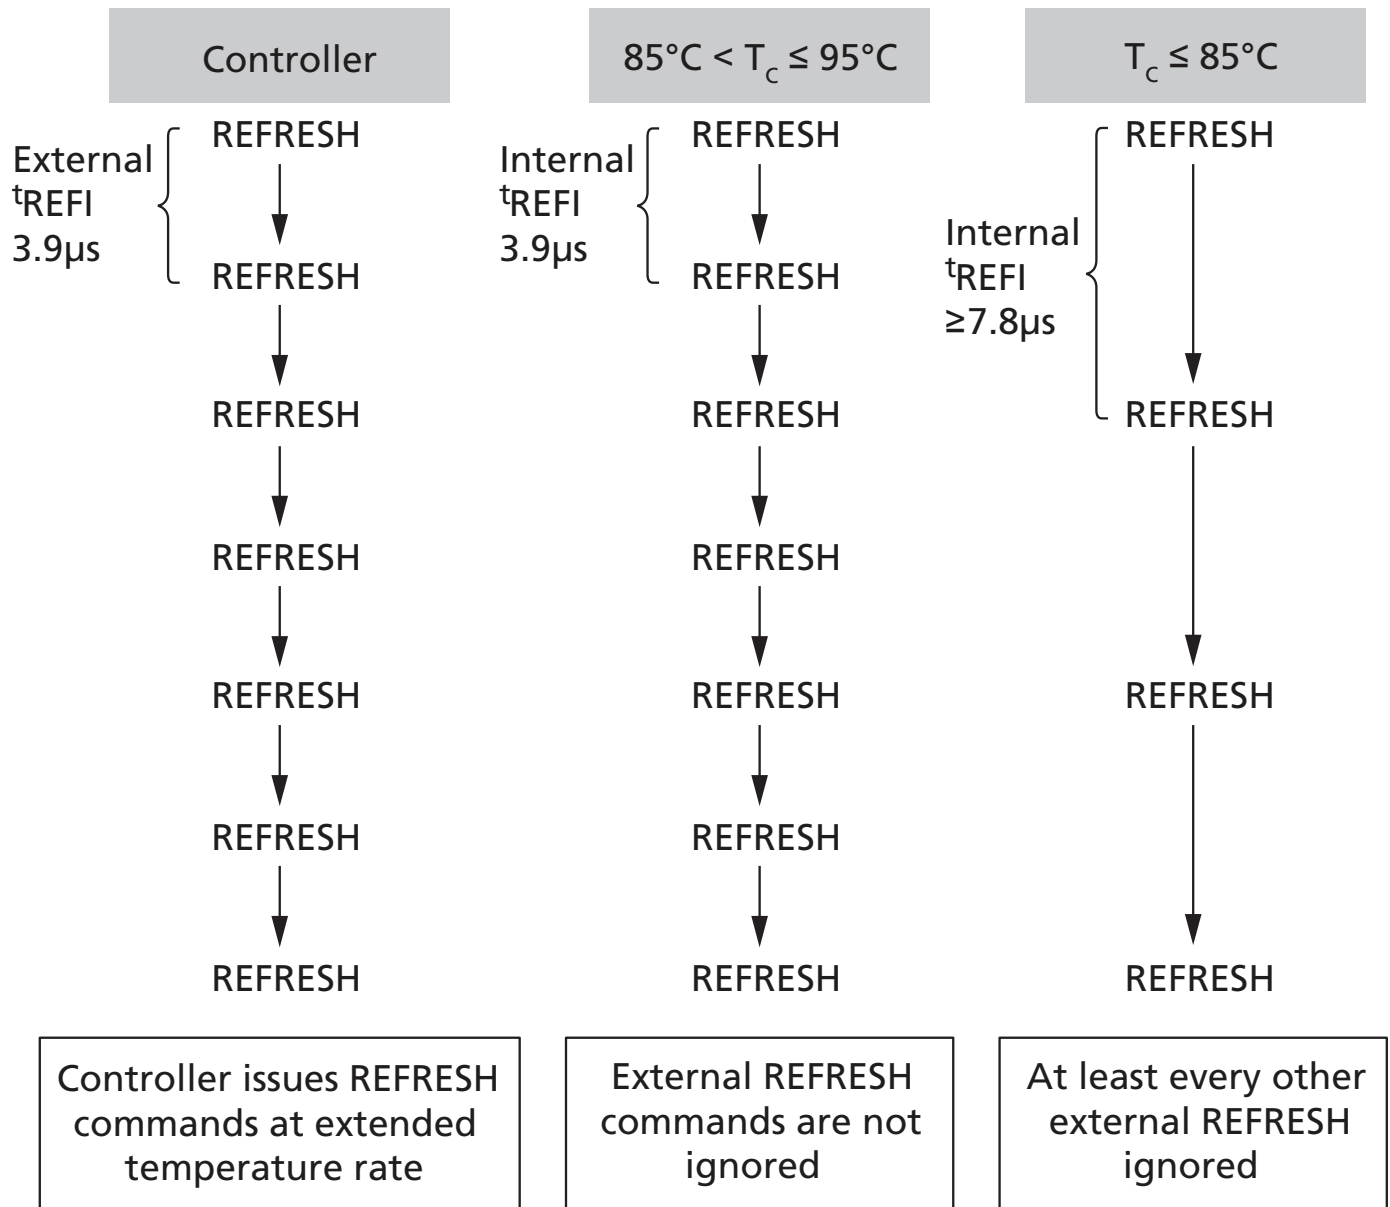 Controller
85°C < Tc ≤ 95°C
Tc ≤ 85°C
External
tREFI
3.9µs
REFRESH
REFRESH
REFRESH
REFRESH
REFRESH
REFRESH
REFRESH
Internal
tREFI
3.9µs
REFRESH
REFRESH
REFRESH
REFRESH
REFRESH
REFRESH
REFRESH
Internal
tREFI
≥7.8µs
REFRESH
REFRESH
REFRESH
REFRESH
Controller issues REFRESH
commands at extended
temperature rate
External REFRESH
commands are not
ignored
At least every other
external REFRESH
ignored